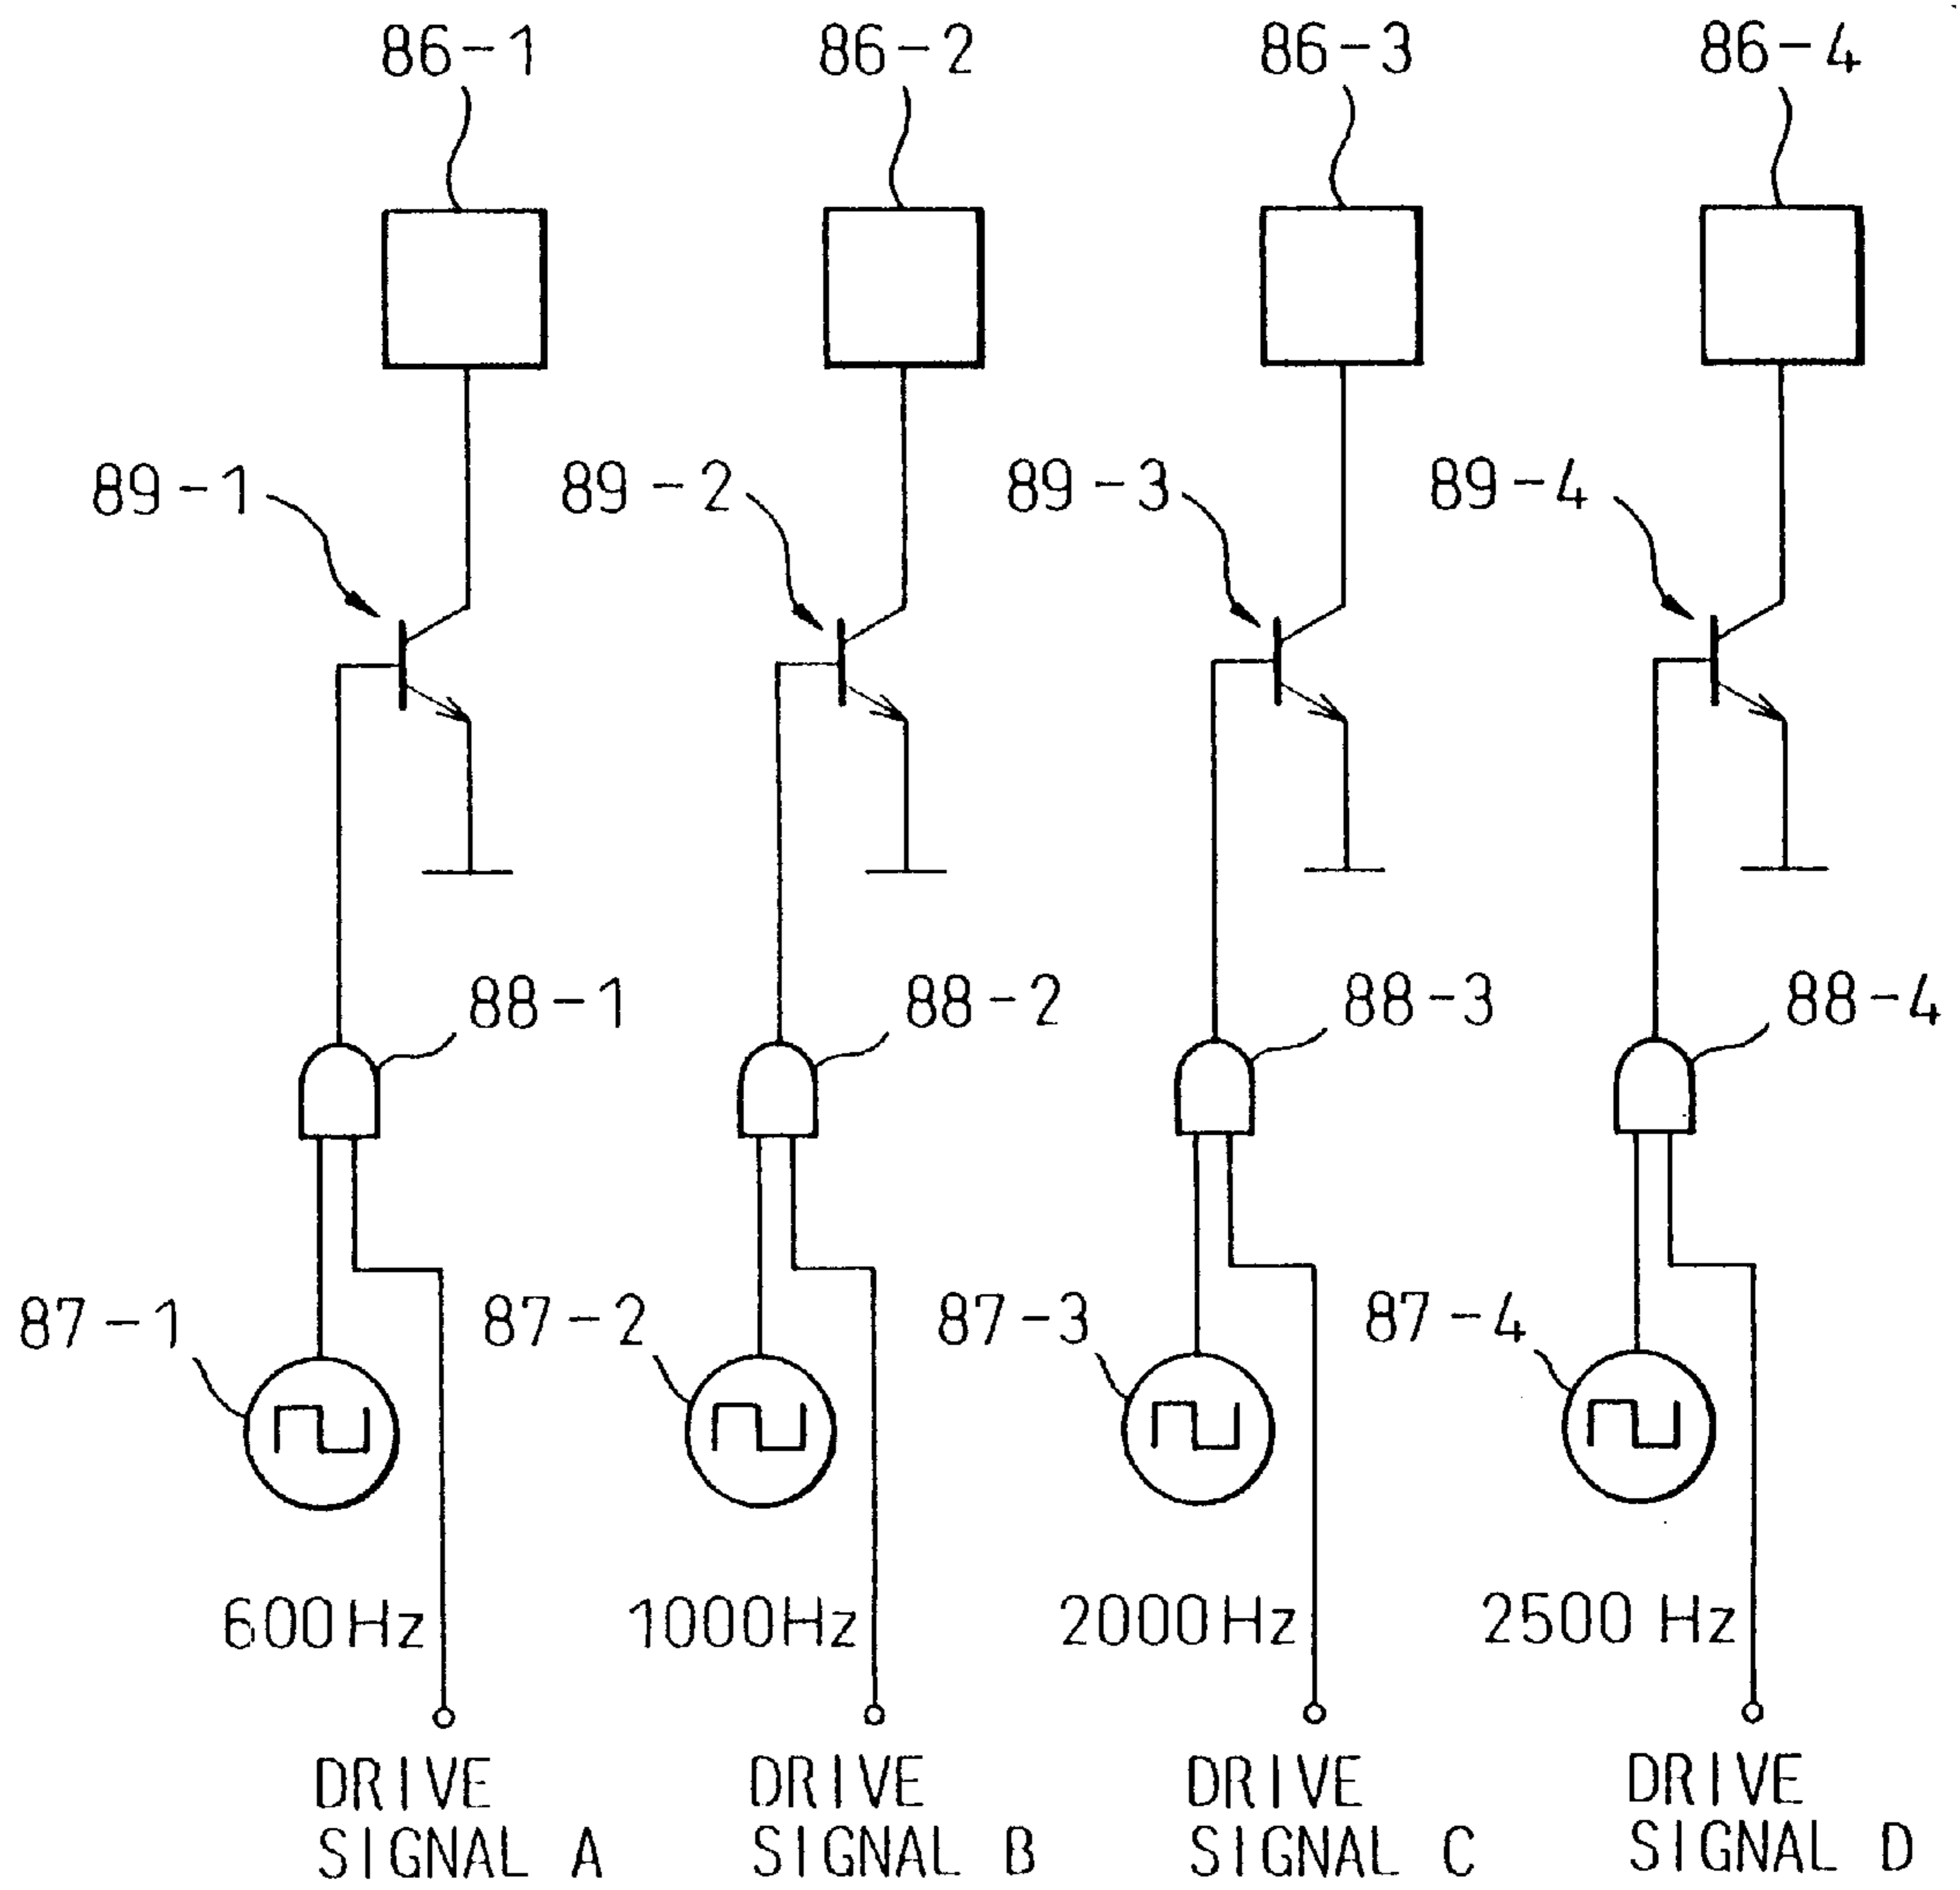 86-1
86-2
86-3
86-4
89-1
89-2
89-3
89-4
88-1
88-2
88-3
88-4
87-1
87-2
87-3
87-4
600Hz
1000Hz
2000Hz
2500 Hz
DRIVE
SIGNAL A
DRIVE
SIGNAL B
DRIVE
SIGNAL C
DRIVE
SIGNAL D